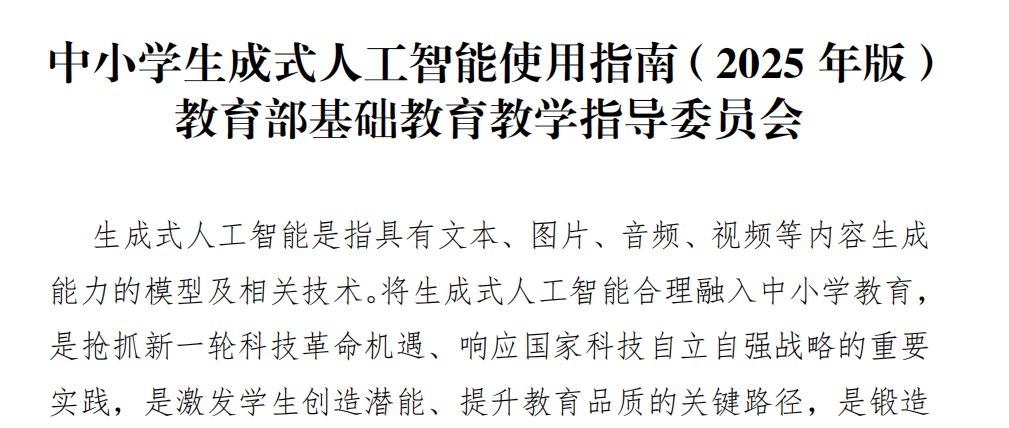 中小学生成式人工智能使用指南（2025 年版）
教育部基础教育教学指导委员会
生成式人工智能是指具有文本、图片、音频、视频等内容生成
能力的模型及相关技术。将生成式人工智能合理融入中小学教育，
是抢抓新一轮科技革命机遇、响应国家科技自立自强战略的重要
实践，是激发学生创造潜能、提升教育品质的关键路径，是锻造